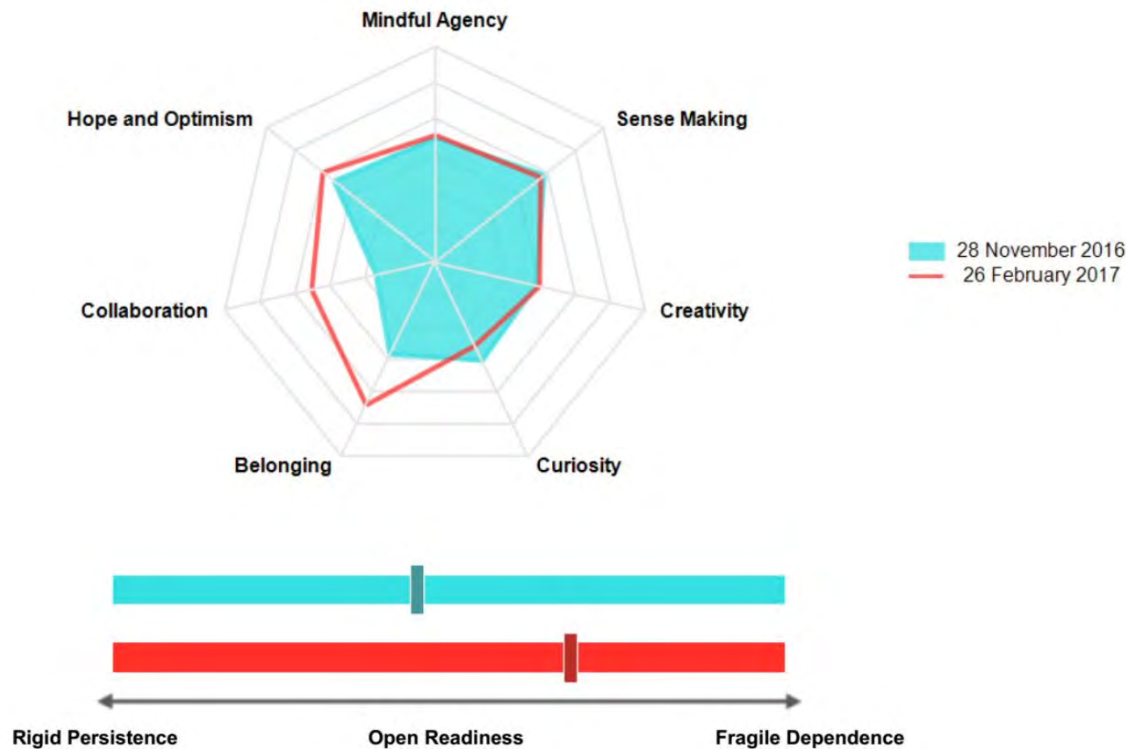 Mindful Agency
Hope and Optimism
Sense Making
28 November 2016
26 February 2017
Collaboration
Creativity
Belonging
Curiosity
Rigid Persistence
Open Readiness
Fragile Dependence